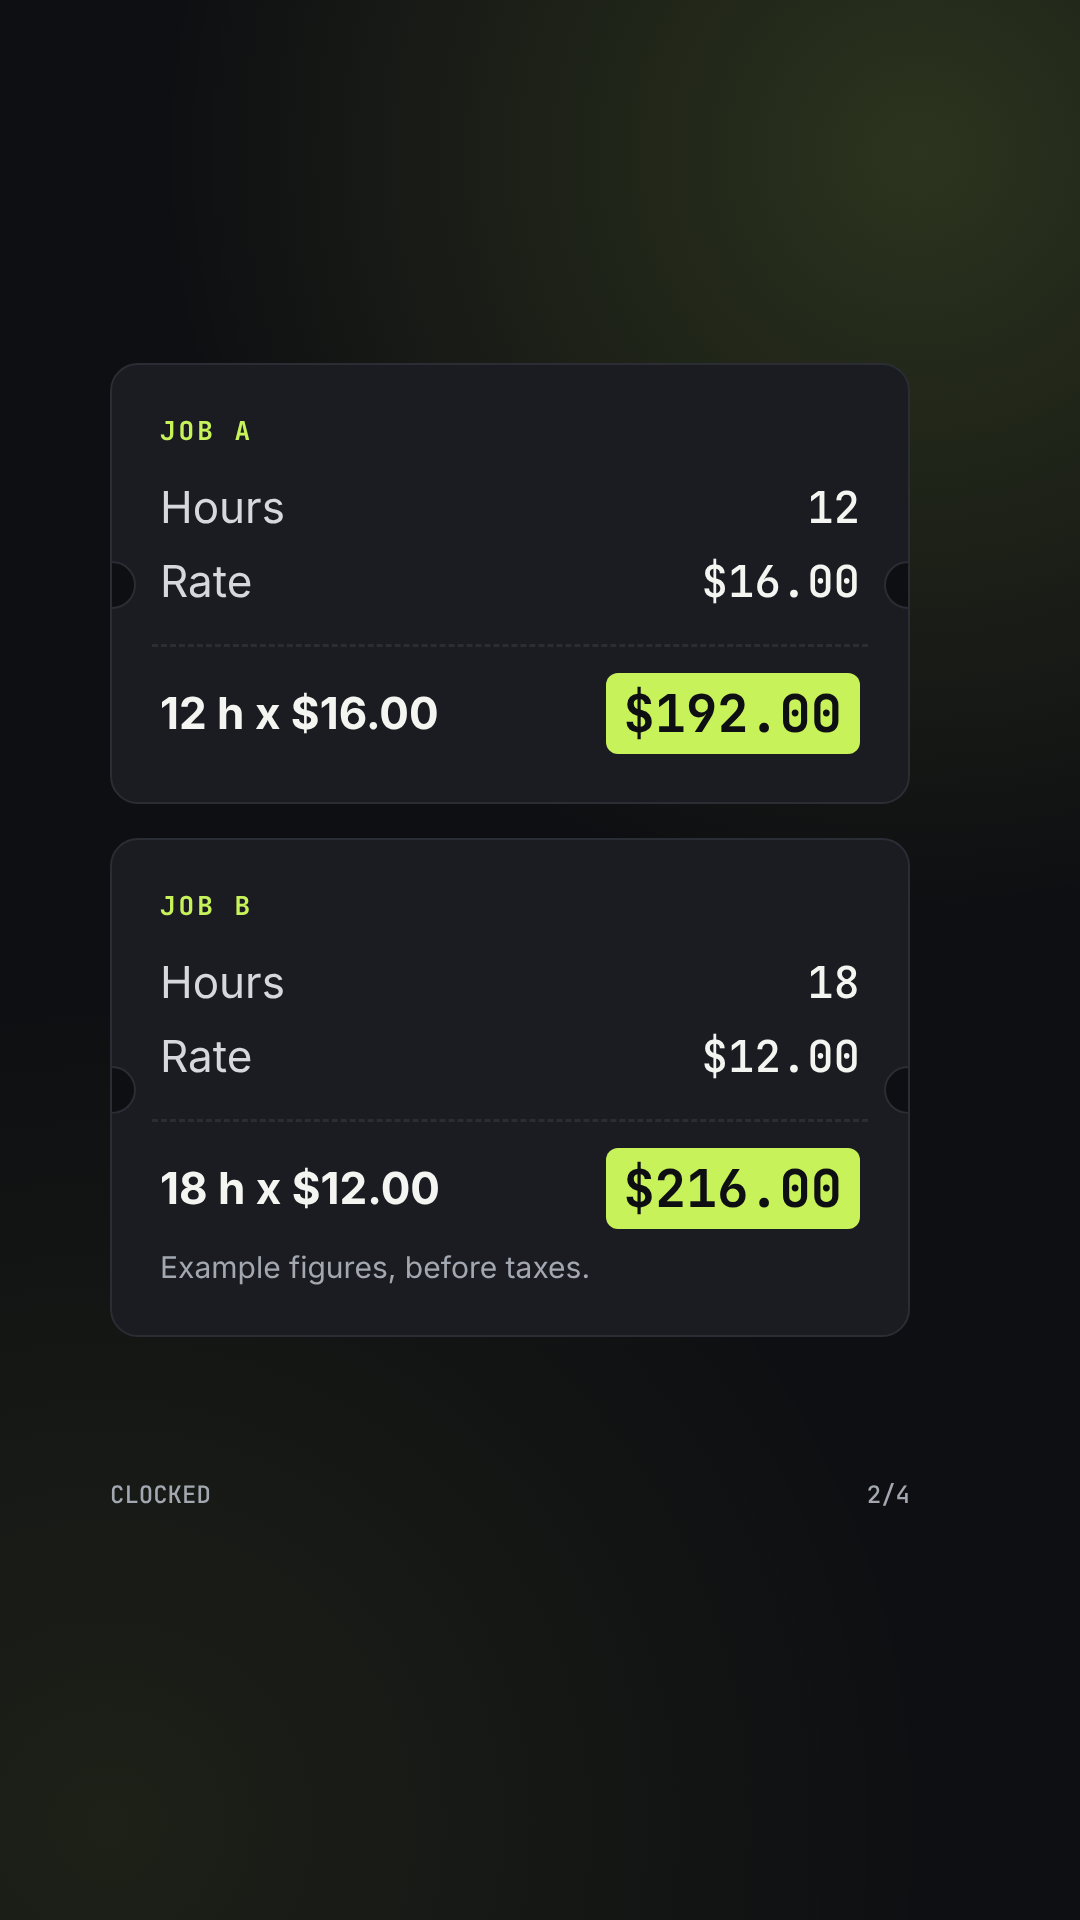 JOB A
Hours 12
Rate $16.00
12 h x $16.00 $192.00
JOB B
Hours 18
Rate $12.00
18 h x $12.00 $216.00
Example figures, before taxes.
CLOCKED 2/4